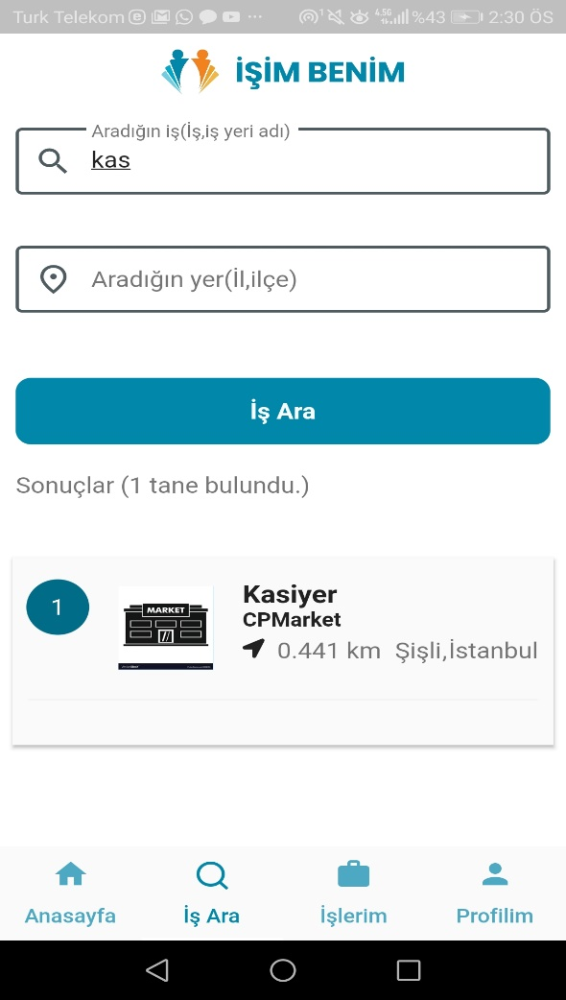 Turk Telekom %43 2:30 ÖS
İŞİM BENİM
Aradığın iş(İş,iş yeri adı)
kas
Aradığın yer(İl,ilçe)
İş Ara
Sonuçlar (1 tane bulundu.)
1
MARKET
Kasiyer
CPMarket
0.441 km Şişli,İstanbul
Anasayfa
İş Ara
İşlerim
Profilim